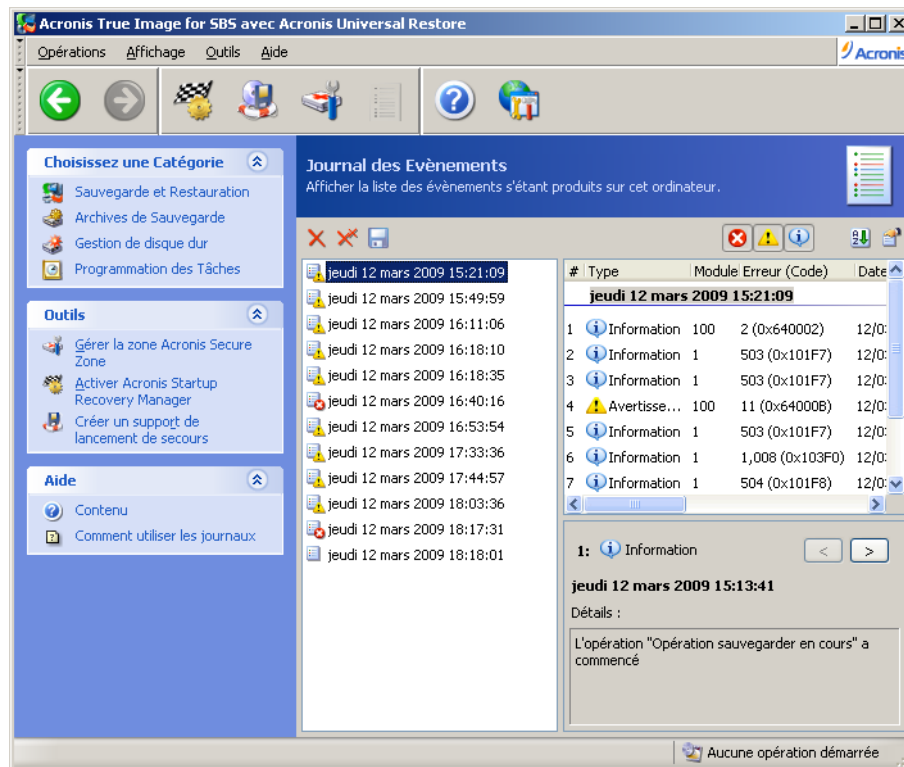 Acronis True Image for SBS avec Acronis Universal Restore
Opérations Affichage Outils Aide
Acronis
Choisissez une Catégorie
Sauvegarde et Restauration
Archives de Sauvegarde
Gestion de disque dur
Programmation des Tâches
Outils
Gérer la zone Acronis Secure
Zone
Activer Acronis Startup
Recovery Manager
Créer un support de
lancement de secours
Aide
Contenu
Comment utiliser les journaux
Journal des Evènements
Afficher la liste des évènements s'étant produits sur cet ordinateur.
jeudi 12 mars 2009 15:21:09
jeudi 12 mars 2009 15:49:59
jeudi 12 mars 2009 16:11:06
jeudi 12 mars 2009 16:18:10
jeudi 12 mars 2009 16:18:35
jeudi 12 mars 2009 16:40:16
jeudi 12 mars 2009 16:53:54
jeudi 12 mars 2009 17:33:36
jeudi 12 mars 2009 17:44:57
jeudi 12 mars 2009 18:03:36
jeudi 12 mars 2009 18:17:31
jeudi 12 mars 2009 18:18:01
# Type Module Erreur (Code) Date
jeudi 12 mars 2009 15:21:09
1 Information 100 2 (0x640002) 12/0
2 Information 1 503 (0x101F7) 12/0
3 Information 1 503 (0x101F7) 12/0
4 Avertisse... 100 11 (0x64000B) 12/0
5 Information 1 503 (0x101F7) 12/0
6 Information 1 1,008 (0x103F0) 12/0
7 Information 1 504 (0x101F8) 12/0
1: Information < >
jeudi 12 mars 2009 15:13:41
Détails :
L'opération "Opération sauvegarder en cours" a
commencé
Aucune opération démarrée